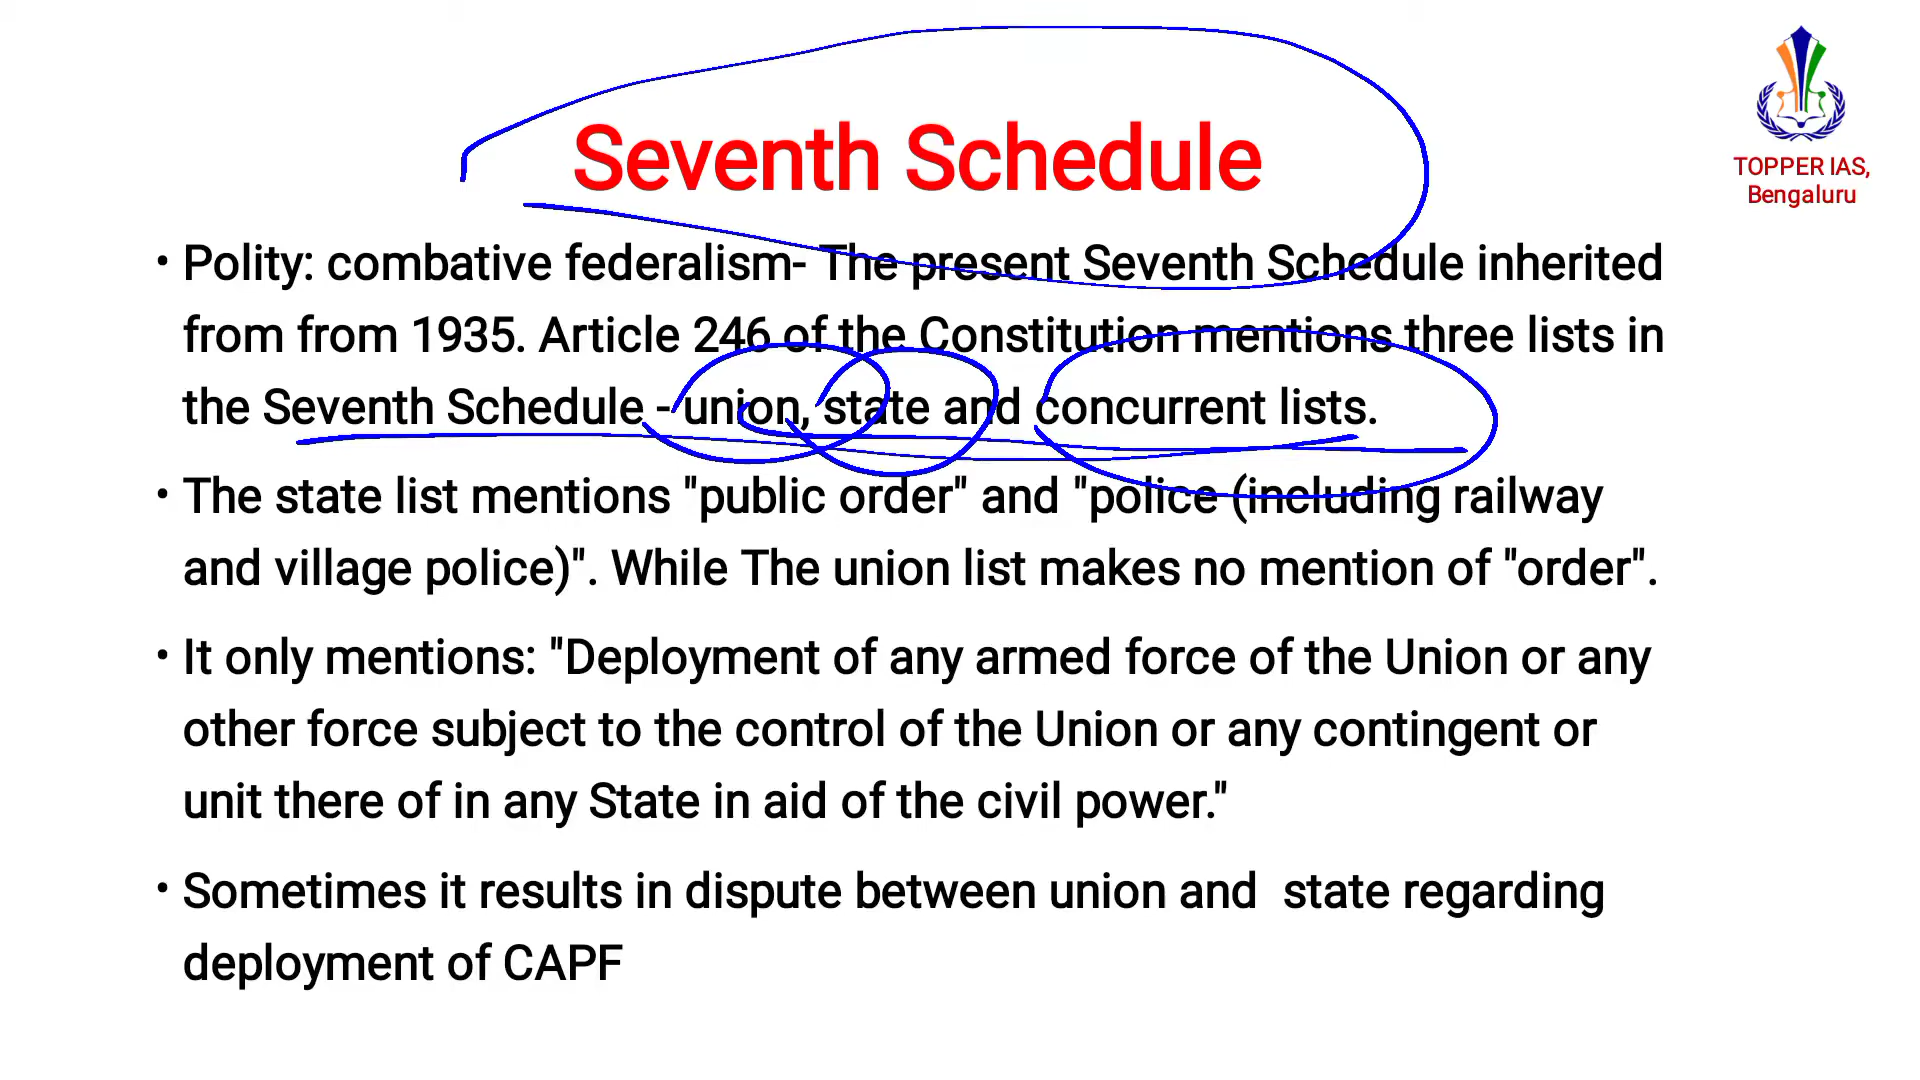 Seventh Schedule
TOPPER IAS,
Bengaluru
• Polity: combative federalism- The present Seventh Schedule inherited
from from 1935. Article 246 of the Constitution mentions three lists in
the Seventh Schedule - union, state and concurrent lists.
• The state list mentions "public order" and "police (including railway
and village police)". While The union list makes no mention of "order".
• It only mentions: "Deployment of any armed force of the Union or any
other force subject to the control of the Union or any contingent or
unit there of in any State in aid of the civil power."
• Sometimes it results in dispute between union and  state regarding
deployment of CAPF